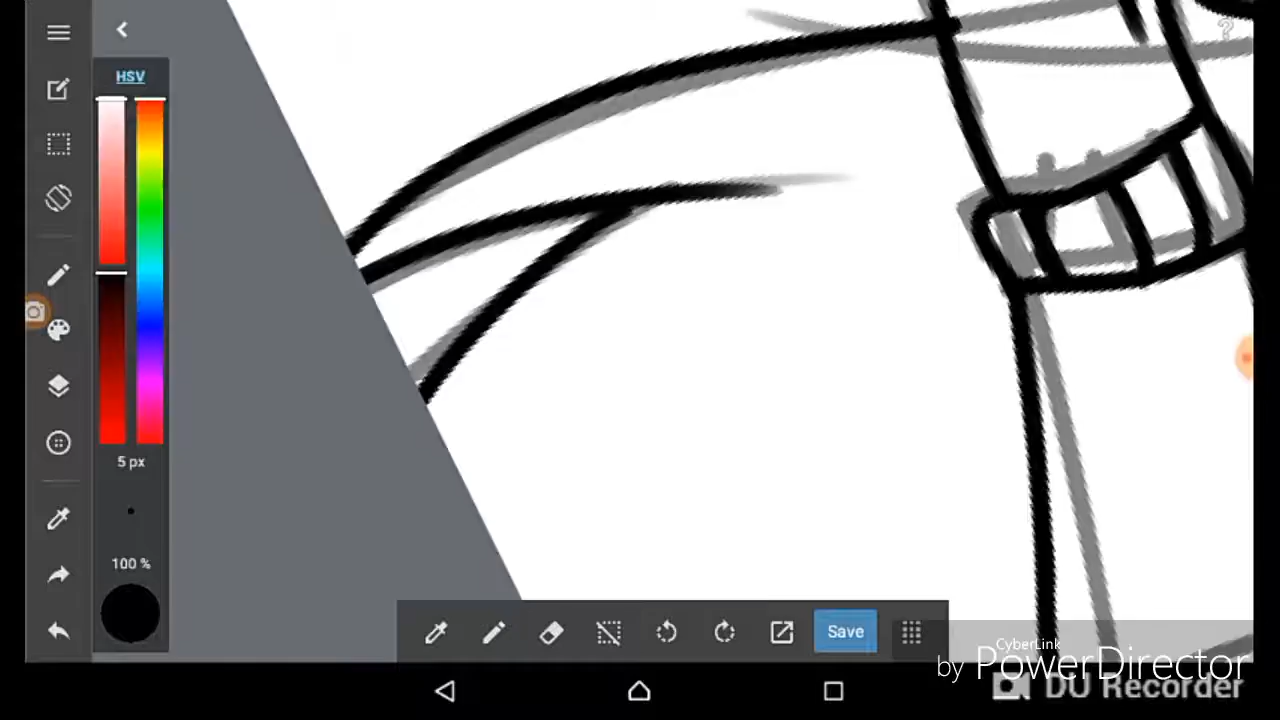 HSV
5 px
100 %
Save
CyberLink
by PowerDirector
DU Recorder